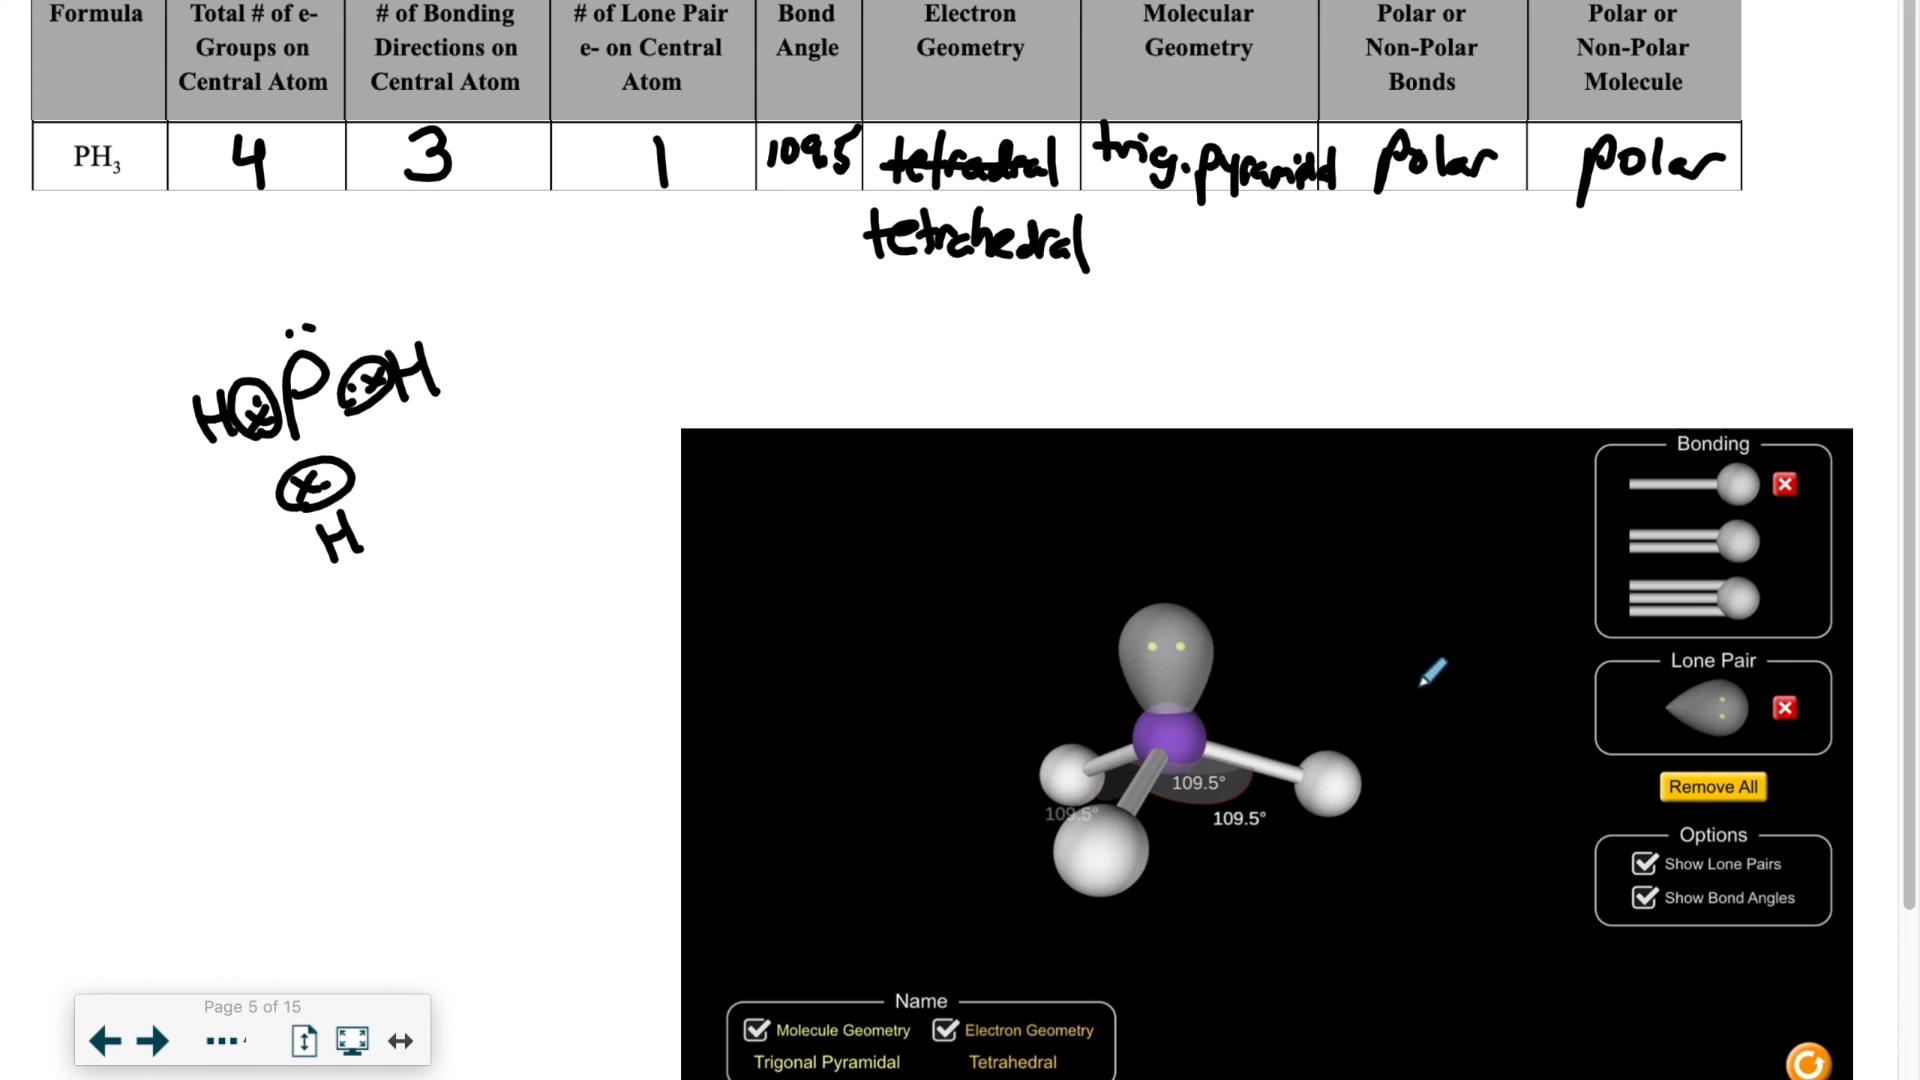 Formula
Total # of e-
Groups on
Central Atom
# of Bonding
Directions on
Central Atom
# of Lone Pair
e- on Central
Atom
Bond
Angle
Electron
Geometry
Molecular
Geometry
Polar or
Non-Polar
Bonds
Polar or
Non-Polar
Molecule
PH₃
4
3
1
109.5
tetradral
trig. pyramidal
polar
polar
tetrahedral
H P H
H
Bonding
Lone Pair
Remove All
Options
Show Lone Pairs
Show Bond Angles
109.5°
109.5°
109.5°
Name
Molecule Geometry
Electron Geometry
Trigonal Pyramidal
Tetrahedral
Page 5 of 15